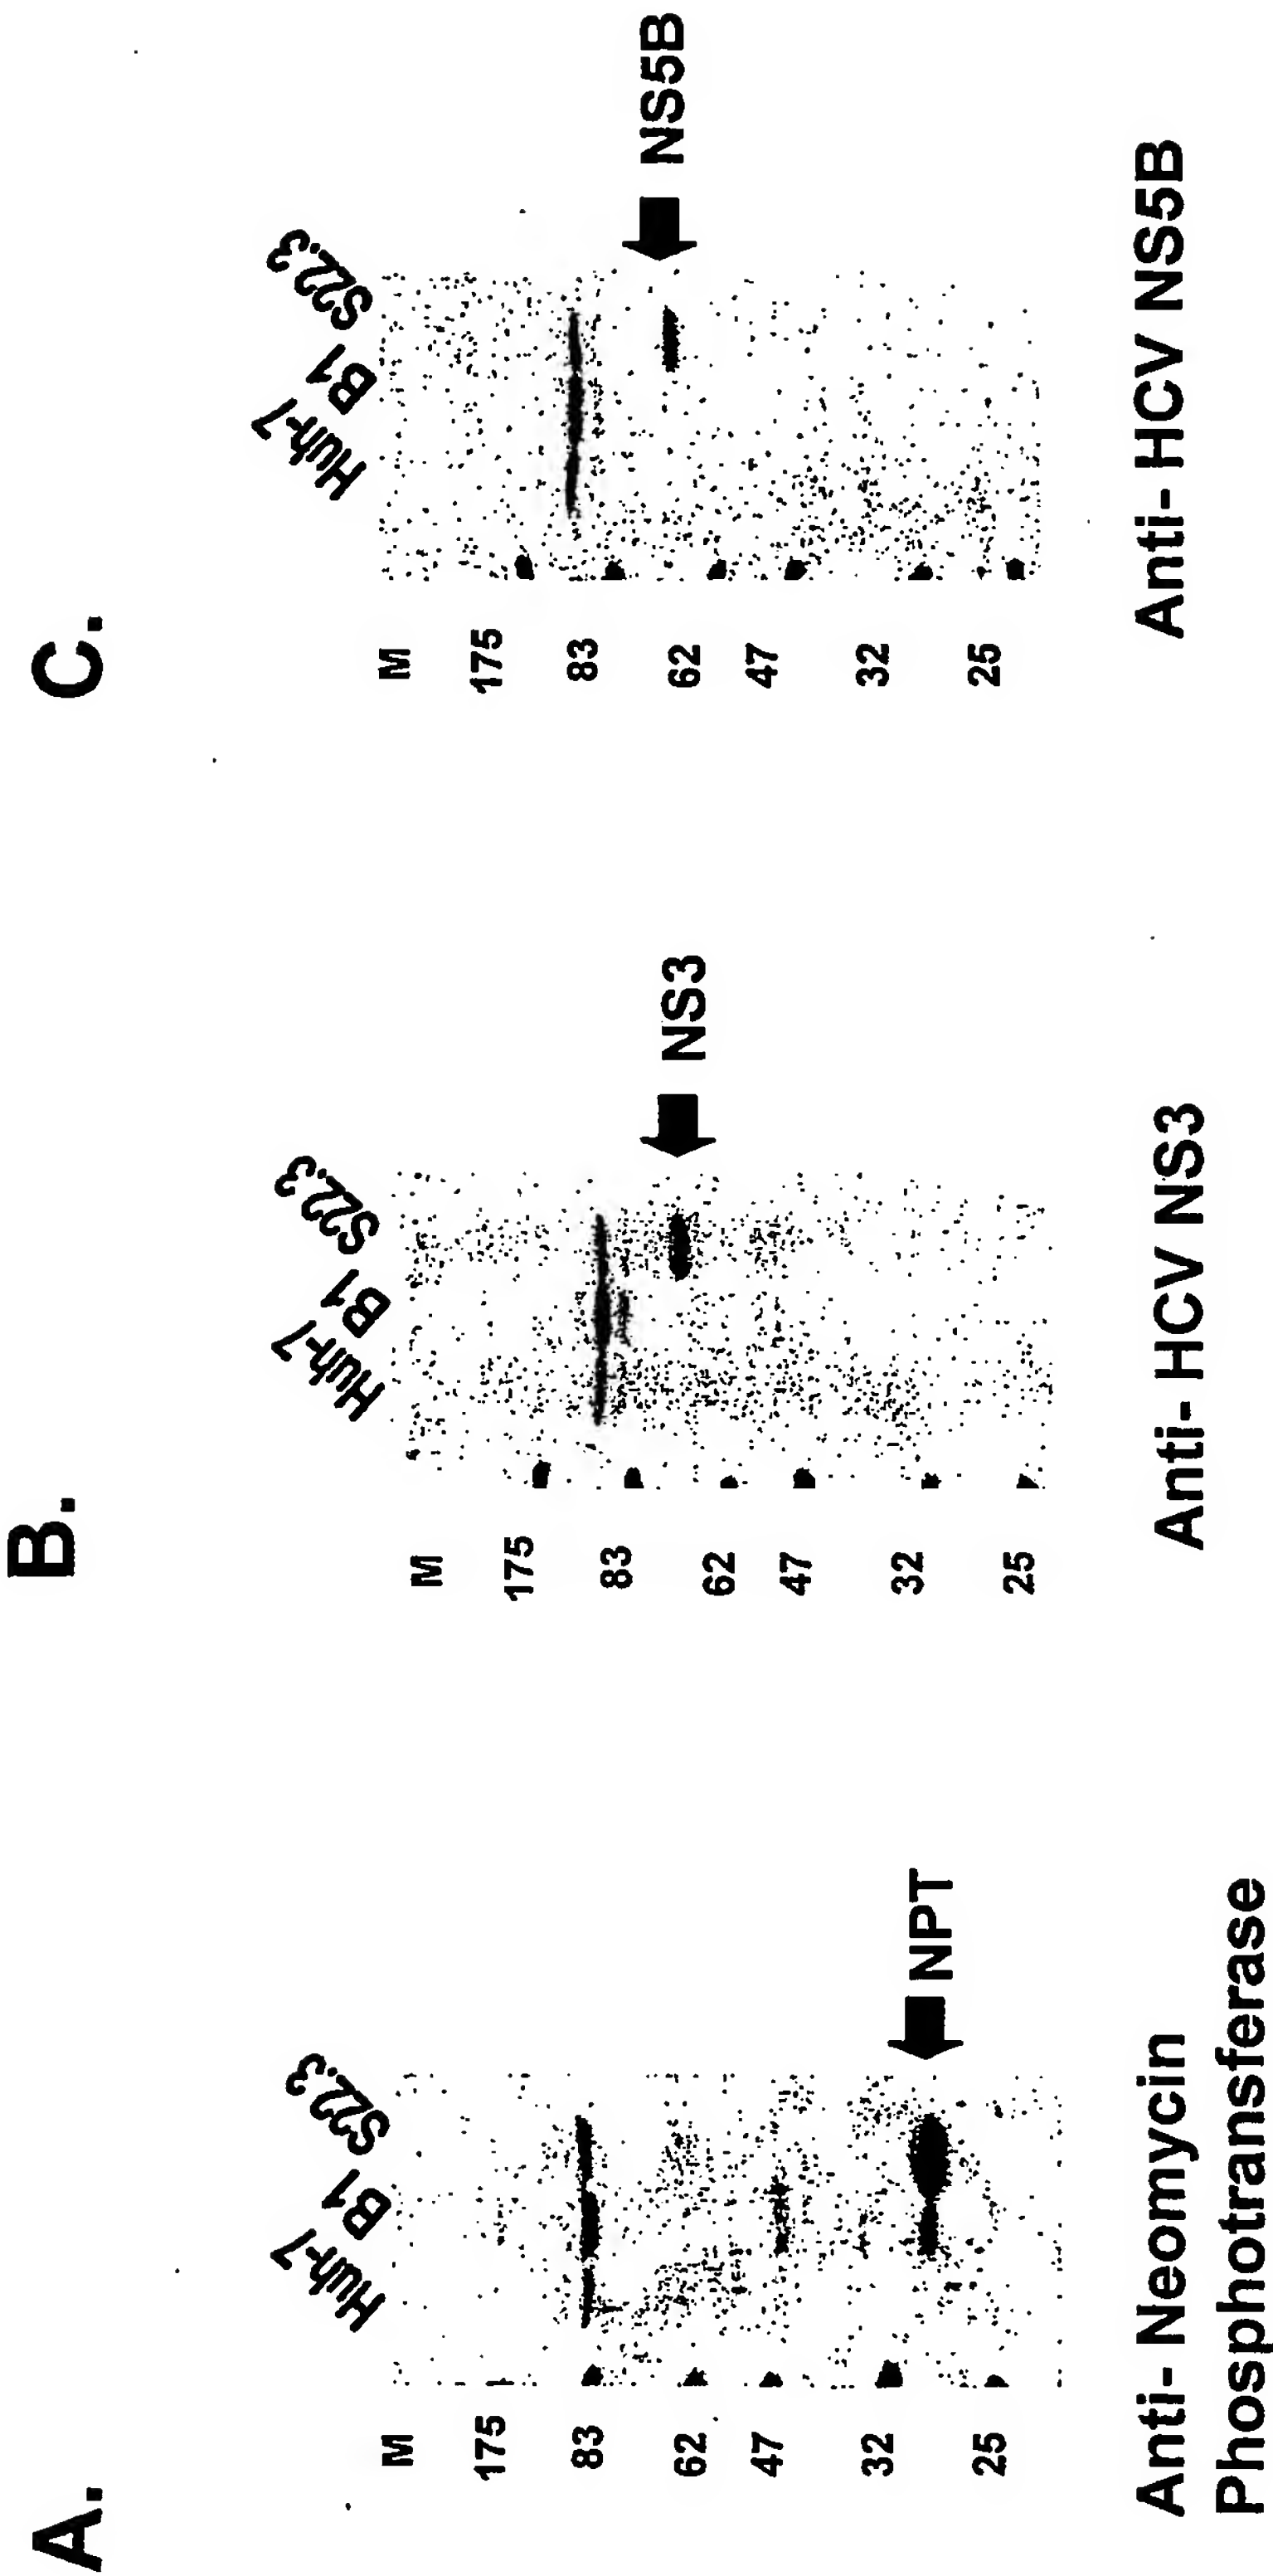 A.
Huh-7 B1 S22.3
M
175
83
62
47
32
25
NPT
Anti- Neomycin
Phosphotransferase
B.
Huh-7 B1 S22.3
M
175
83
62
47
32
25
NS3
Anti- HCV NS3
C.
Huh-7 B1 S22.3
M
175
83
62
47
32
25
NS5B
Anti- HCV NS5B